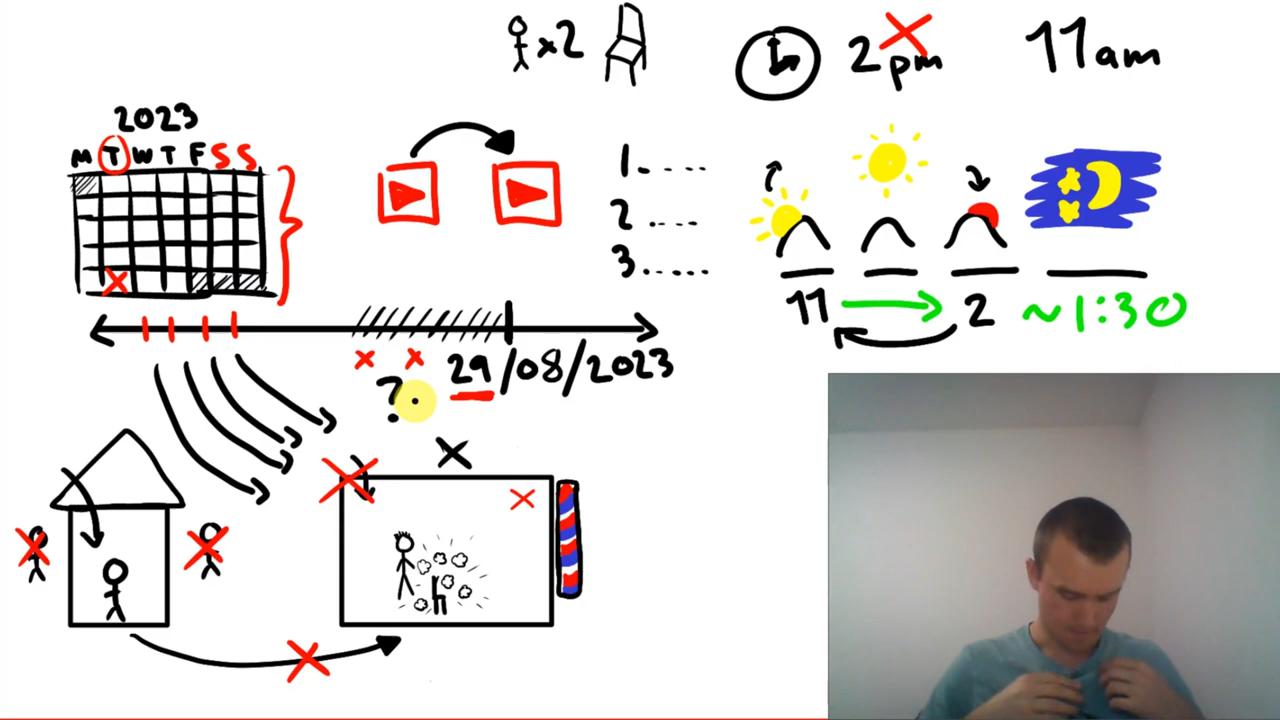 x2
2pm
11am
2023
M T W T F S S
1.....
2....
3.....
11
2
~1:30
29/08/2023
?